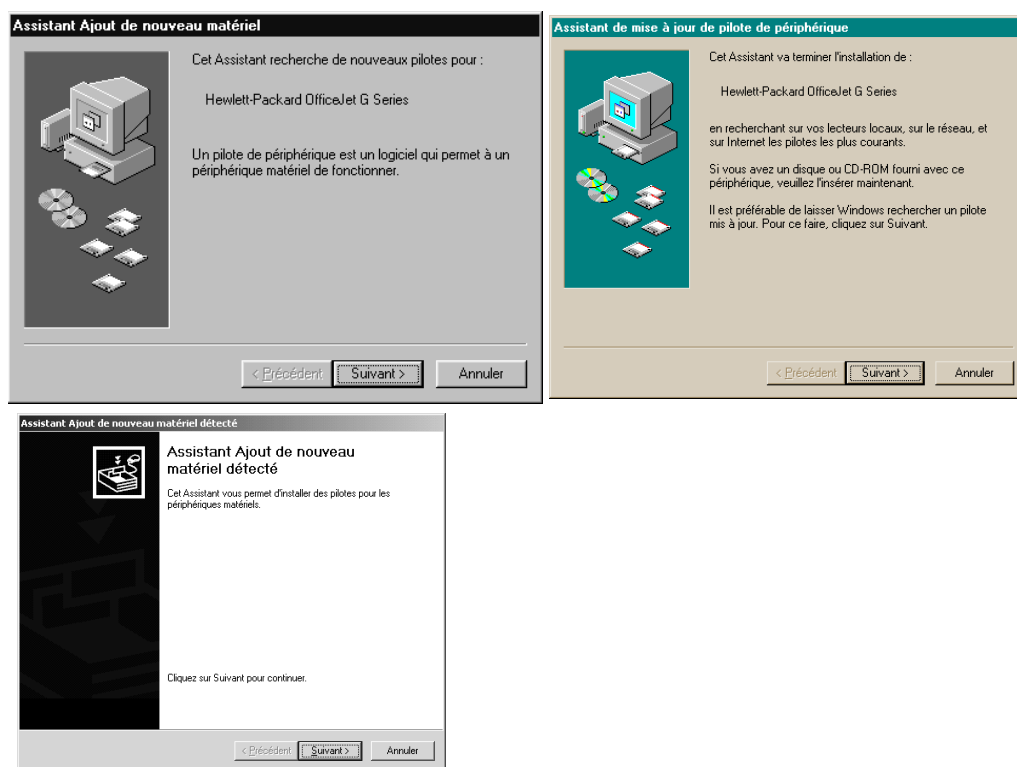 Assistant Ajout de nouveau matériel
Cet Assistant recherche de nouveaux pilotes pour :
Hewlett-Packard OfficeJet G Series
Un pilote de périphérique est un logiciel qui permet à un
périphérique matériel de fonctionner.
< Précédent
Suivant >
Annuler
Assistant de mise à jour de pilote de périphérique
Cet Assistant va terminer l'installation de :
Hewlett-Packard OfficeJet G Series
en recherchant sur vos lecteurs locaux, sur le réseau, et
sur Internet les pilotes les plus courants.
Si vous avez un disque ou CD-ROM fourni avec ce
périphérique, veuillez l'insérer maintenant.
Il est préférable de laisser Windows rechercher un pilote
mis à jour. Pour ce faire, cliquez sur Suivant.
< Précédent
Suivant >
Annuler
Assistant Ajout de nouveau matériel détecté
Assistant Ajout de nouveau
matériel détecté
Cet Assistant vous permet d'installer des pilotes pour les
périphériques matériels.
Cliquez sur Suivant pour continuer.
< Précédent
Suivant >
Annuler